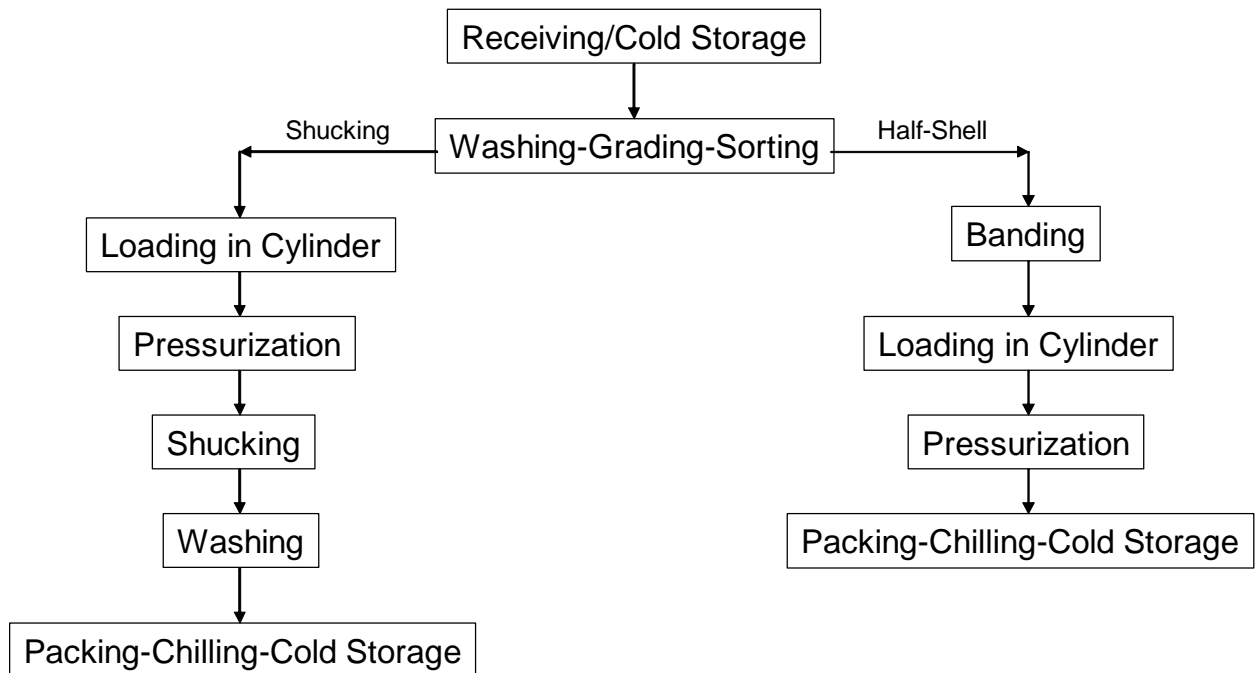 Receiving/Cold Storage
Shucking
Washing-Grading-Sorting
Half-Shell
Loading in Cylinder
Pressurization
Shucking
Washing
Packing-Chilling-Cold Storage
Banding
Loading in Cylinder
Pressurization
Packing-Chilling-Cold Storage